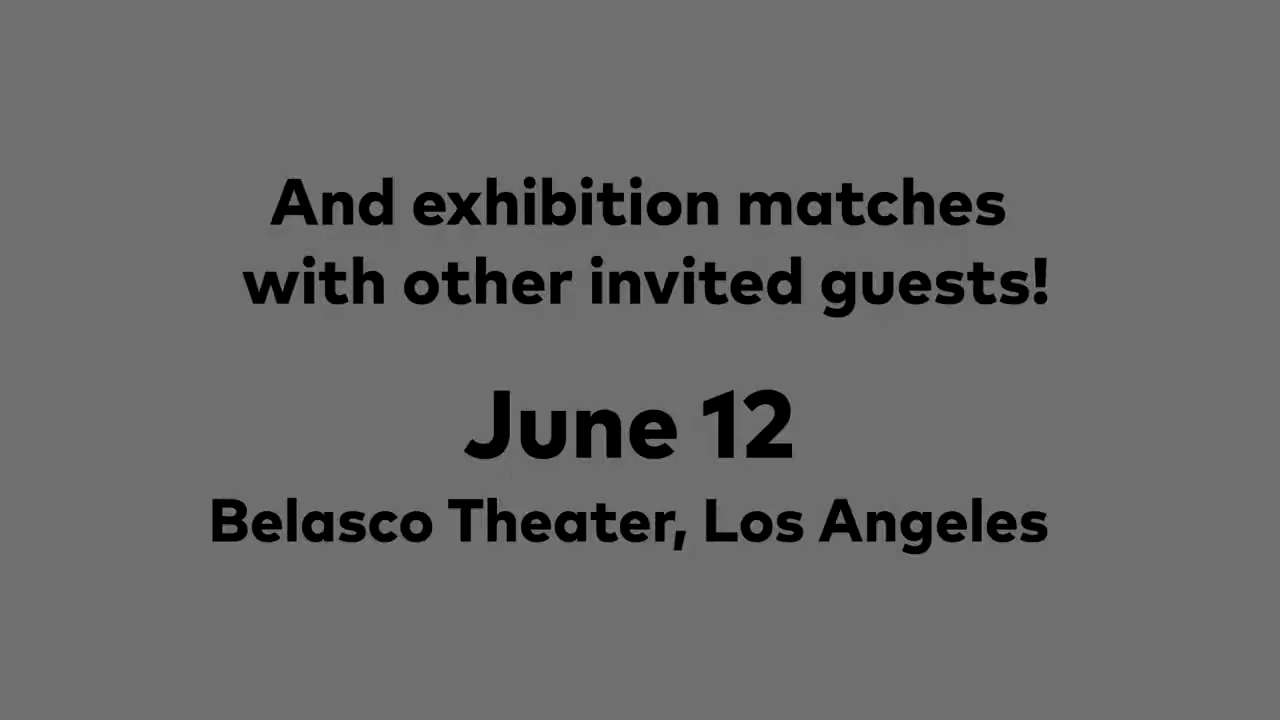 And exhibition matches
with other invited guests!
June 12
Belasco Theater, Los Angeles